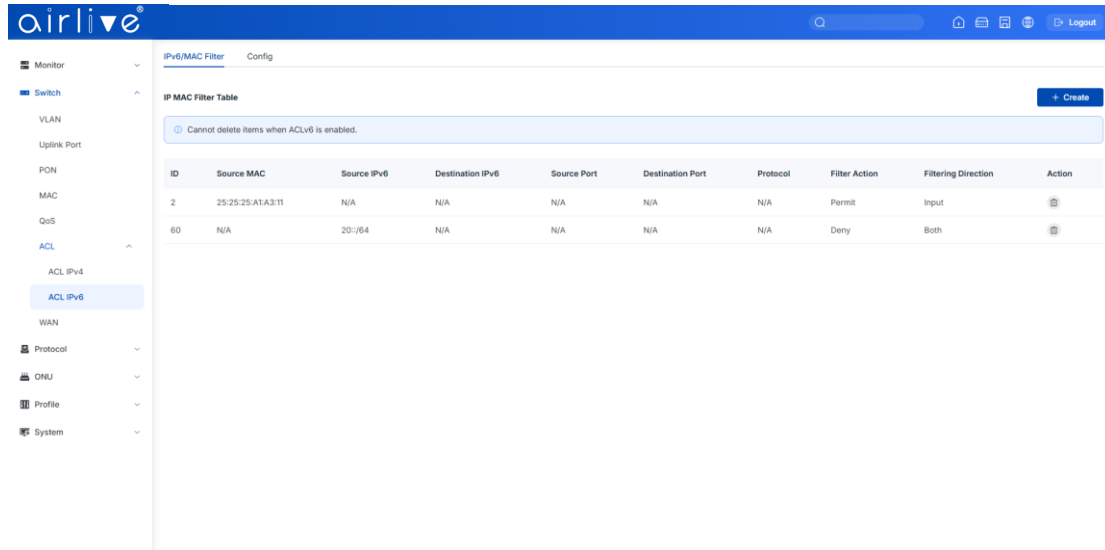 airlive®
Logout
Monitor
Switch
VLAN
Uplink Port
PON
MAC
QoS
ACL
ACL IPv4
ACL IPv6
WAN
Protocol
ONU
Profile
System
IPv6/MAC Filter Config
IP MAC Filter Table
+ Create
Cannot delete items when ACLv6 is enabled.
ID Source MAC Source IPv6 Destination IPv6 Source Port Destination Port Protocol Filter Action Filtering Direction Action
2 25:25:25:A1:A3:11 N/A N/A N/A N/A N/A Permit Input
60 N/A 20::/64 N/A N/A N/A N/A Deny Both